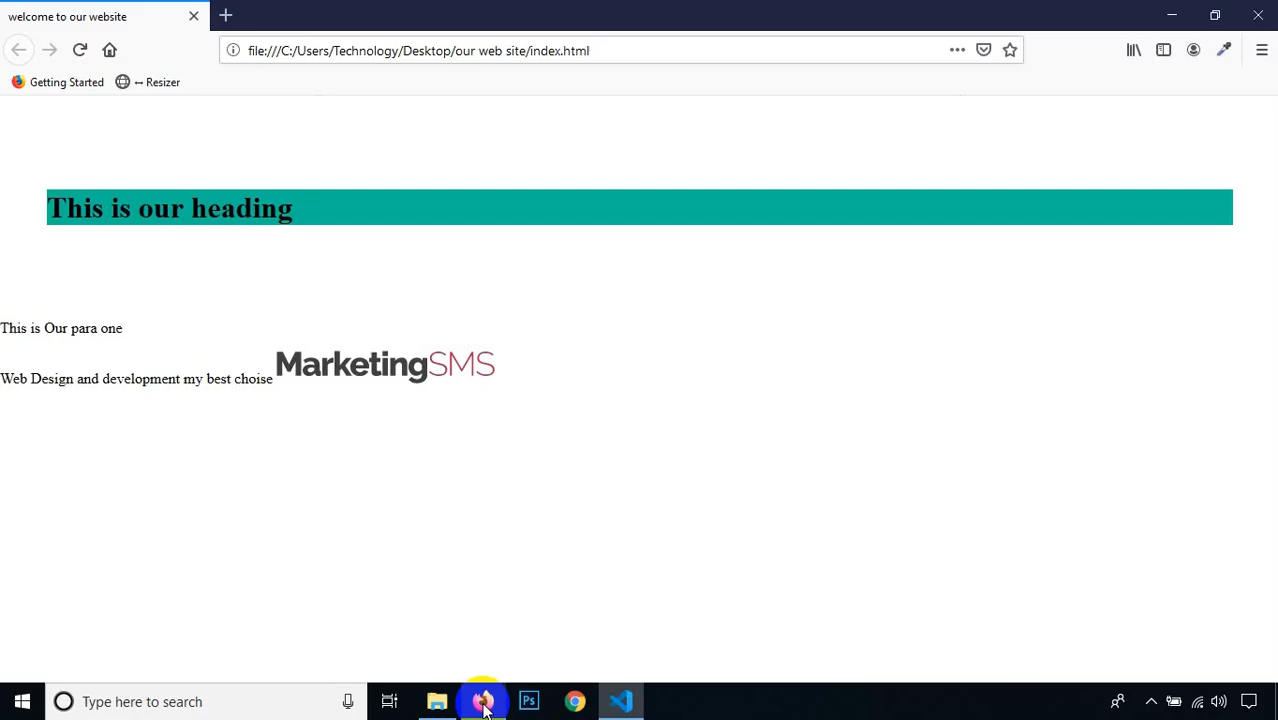 welcome to our website
file:///C:/Users/Technology/Desktop/our web site/index.html
Getting Started
↔ Resizer
This is our heading
This is Our para one
Web Design and development my best choise MarketingSMS
Type here to search
Ps